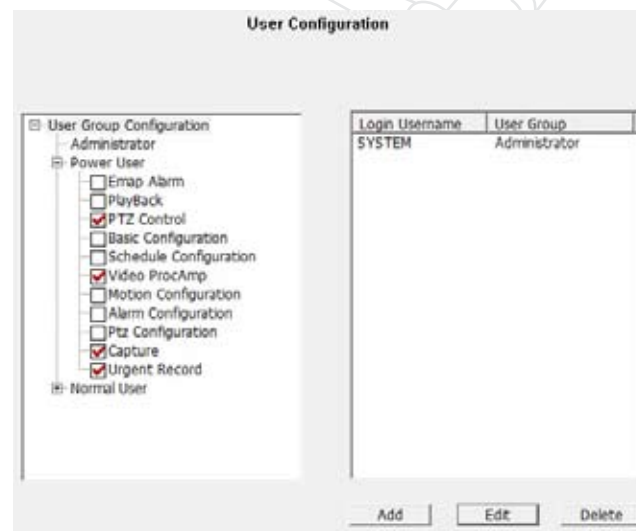 User Configuration
User Group Configuration
Administrator
Power User
Emap Alarm
PlayBack
PTZ Control
Basic Configuration
Schedule Configuration
Video ProcAmp
Motion Configuration
Alarm Configuration
Ptz Configuration
Capture
Urgent Record
Normal User
Login Username User Group
SYSTEM Administrator
Add Edit Delete